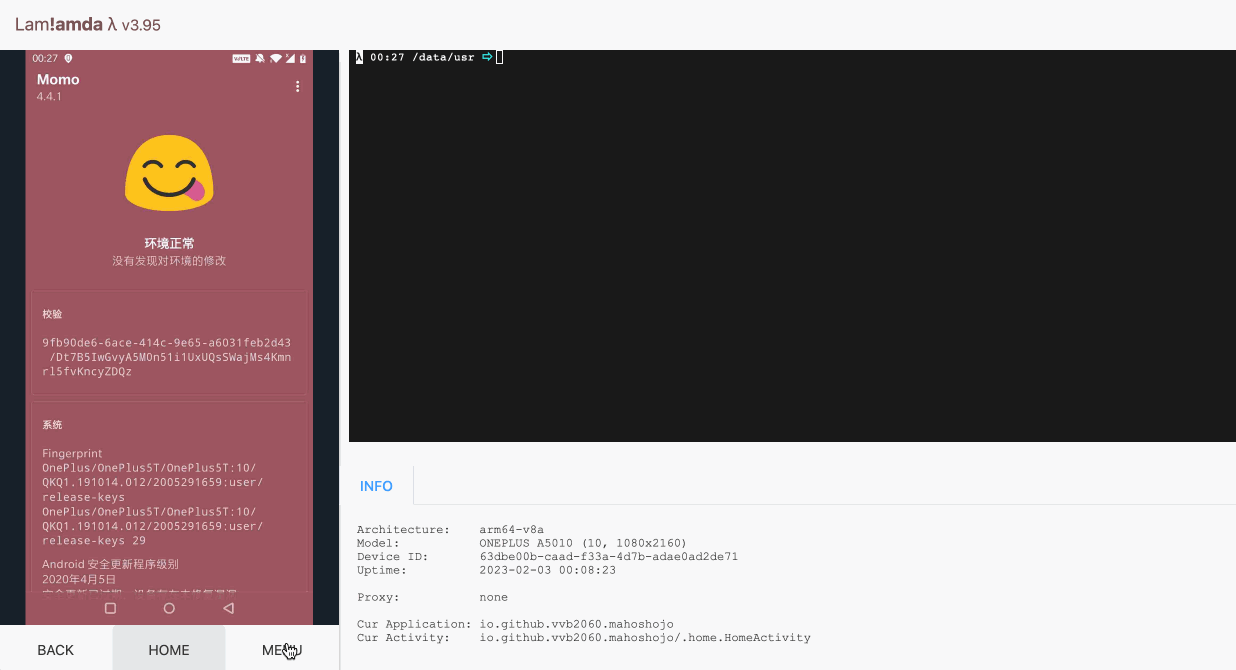 Lam!amda λ v3.95
00:27
VoLTE
Momo
4.4.1
环境正常
没有发现对环境的修改
校验
9fb90de6-6ace-414c-9e65-a6031feb2d43
/Dt7B5IwGvyA5M0n51i1UxUQsSWajMs4Kmn
rl5fvKncyZDQz
系统
Fingerprint
OnePlus/OnePlus5T/OnePlus5T:10/
QKQ1.191014.012/2005291659:user/
release-keys
OnePlus/OnePlus5T/OnePlus5T:10/
QKQ1.191014.012/2005291659:user/
release-keys 29
Android 安全更新程序级别
2020年4月5日
BACK
HOME
MENU
λ 00:27 /data/usr ⇨
INFO
Architecture: arm64-v8a
Model: ONEPLUS A5010 (10, 1080x2160)
Device ID: 63dbe00b-caad-f33a-4d7b-adae0ad2de71
Uptime: 2023-02-03 00:08:23
Proxy: none
Cur Application: io.github.vvb2060.mahoshojo
Cur Activity: io.github.vvb2060.mahoshojo/.home.HomeActivity